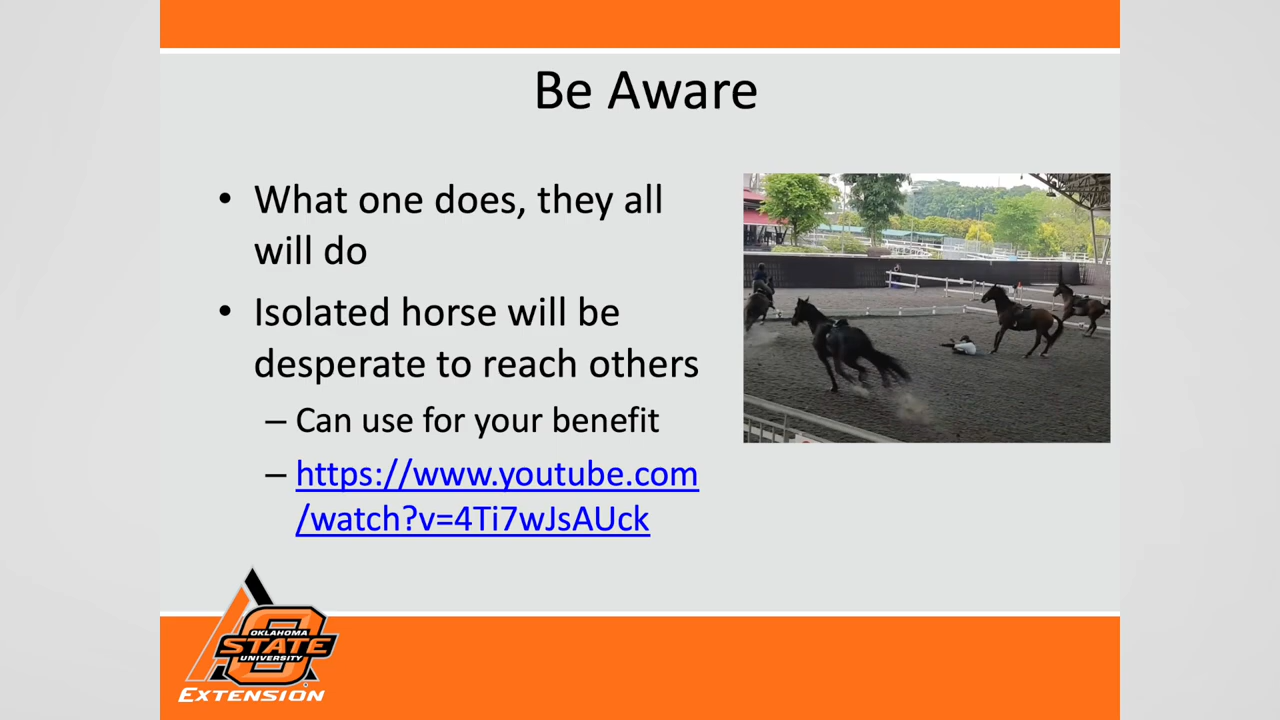 Be Aware
• What one does, they all
will do
• Isolated horse will be
desperate to reach others
– Can use for your benefit
– https://www.youtube.com
/watch?v=4Ti7wJsAUck
OKLAHOMA
STATE
UNIVERSITY
EXTENSION